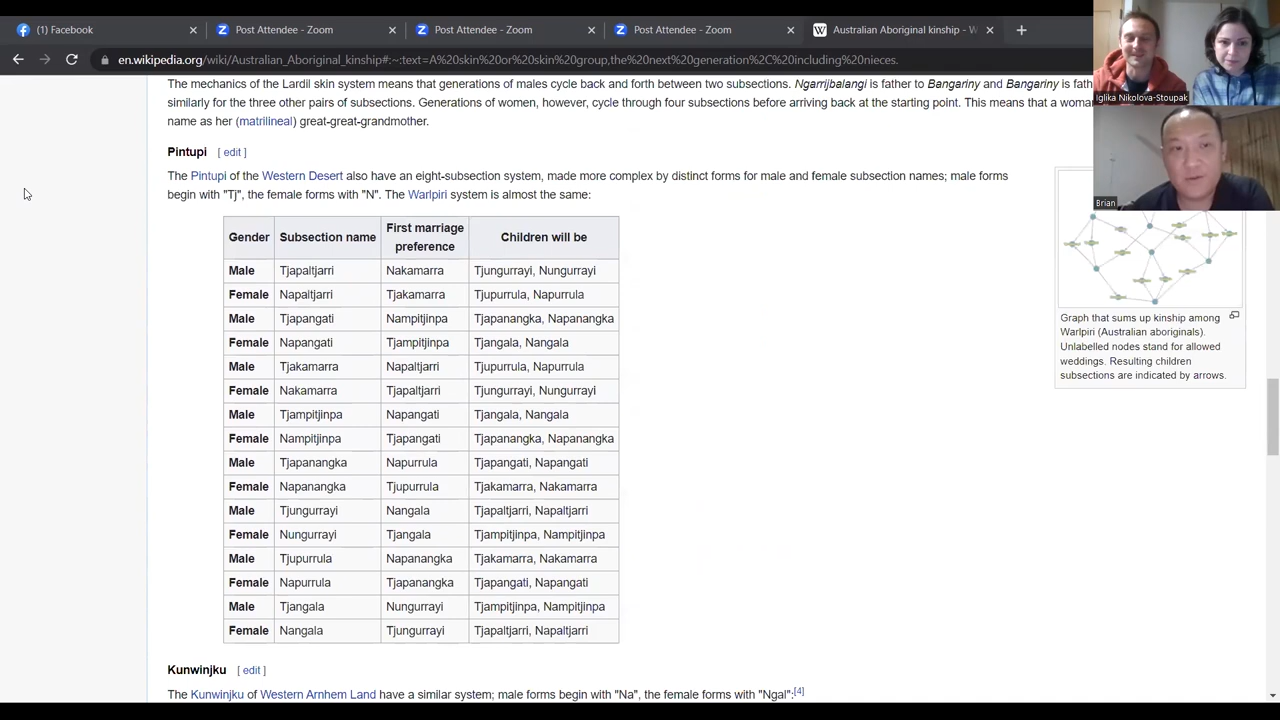 (1) Facebook
Post Attendee - Zoom
Post Attendee - Zoom
Post Attendee - Zoom
Australian Aboriginal kinship - W
en.wikipedia.org/wiki/Australian_Aboriginal_kinship#:~:text=A%20skin%20or%20skin%20group,the%20next%20generation%2C%20including%20nieces.
Iglika Nikolova-Stoupak
Brian
The mechanics of the Lardil skin system means that generations of males cycle back and forth between two subsections. Ngarrijbalangi is father to Bangariny and Bangariny is fath
similarly for the three other pairs of subsections. Generations of women, however, cycle through four subsections before arriving back at the starting point. This means that a woma
name as her (matrilineal) great-great-grandmother.
Pintupi [ edit ]
The Pintupi of the Western Desert also have an eight-subsection system, made more complex by distinct forms for male and female subsection names; male forms
begin with "Tj", the female forms with "N". The Warlpiri system is almost the same:
Gender Subsection name First marriage preference Children will be
Male Tjapaltjarri Nakamarra Tjungurrayi, Nungurrayi
Female Napaltjarri Tjakamarra Tjupurrula, Napurrula
Male Tjapangati Nampitjinpa Tjapanangka, Napanangka
Female Napangati Tjampitjinpa Tjangala, Nangala
Male Tjakamarra Napaltjarri Tjupurrula, Napurrula
Female Nakamarra Tjapaltjarri Tjungurrayi, Nungurrayi
Male Tjampitjinpa Napangati Tjangala, Nangala
Female Nampitjinpa Tjapangati Tjapanangka, Napanangka
Male Tjapanangka Napurrula Tjapangati, Napangati
Female Napanangka Tjupurrula Tjakamarra, Nakamarra
Male Tjungurrayi Nangala Tjapaltjarri, Napaltjarri
Female Nungurrayi Tjangala Tjampitjinpa, Nampitjinpa
Male Tjupurrula Napanangka Tjakamarra, Nakamarra
Female Napurrula Tjapanangka Tjapangati, Napangati
Male Tjangala Nungurrayi Tjampitjinpa, Nampitjinpa
Female Nangala Tjungurrayi Tjapaltjarri, Napaltjarri
Graph that sums up kinship among
Warlpiri (Australian aboriginals).
Unlabelled nodes stand for allowed
weddings. Resulting children
subsections are indicated by arrows.
Kunwinjku [ edit ]
The Kunwinjku of Western Arnhem Land have a similar system; male forms begin with "Na", the female forms with "Ngal":[4]